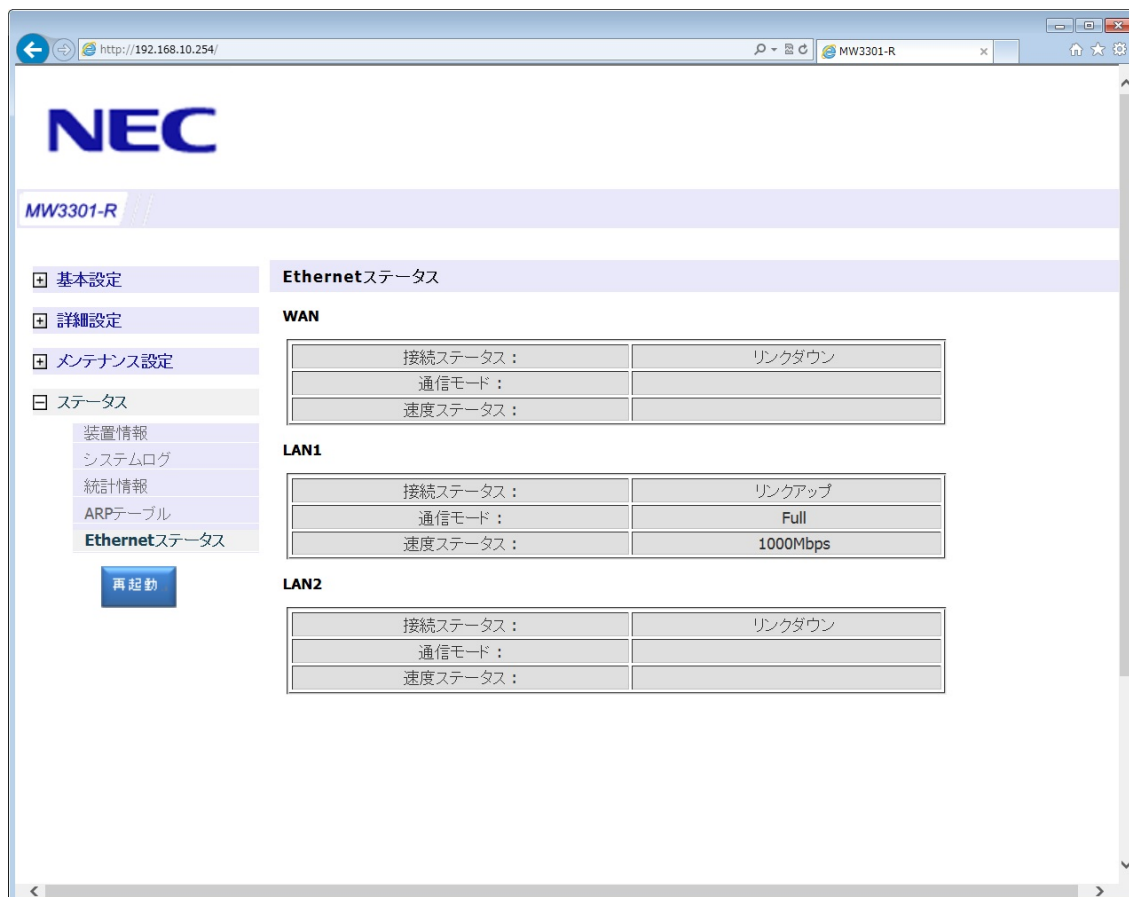 http://192.168.10.254/
MW3301-R
NEC
MW3301-R
基本設定
詳細設定
メンテナンス設定
ステータス
装置情報
システムログ
統計情報
ARPテーブル
Ethernetステータス
再起動
Ethernetステータス
WAN
接続ステータス： リンクダウン
通信モード：
速度ステータス：
LAN1
接続ステータス： リンクアップ
通信モード： Full
速度ステータス： 1000Mbps
LAN2
接続ステータス： リンクダウン
通信モード：
速度ステータス：